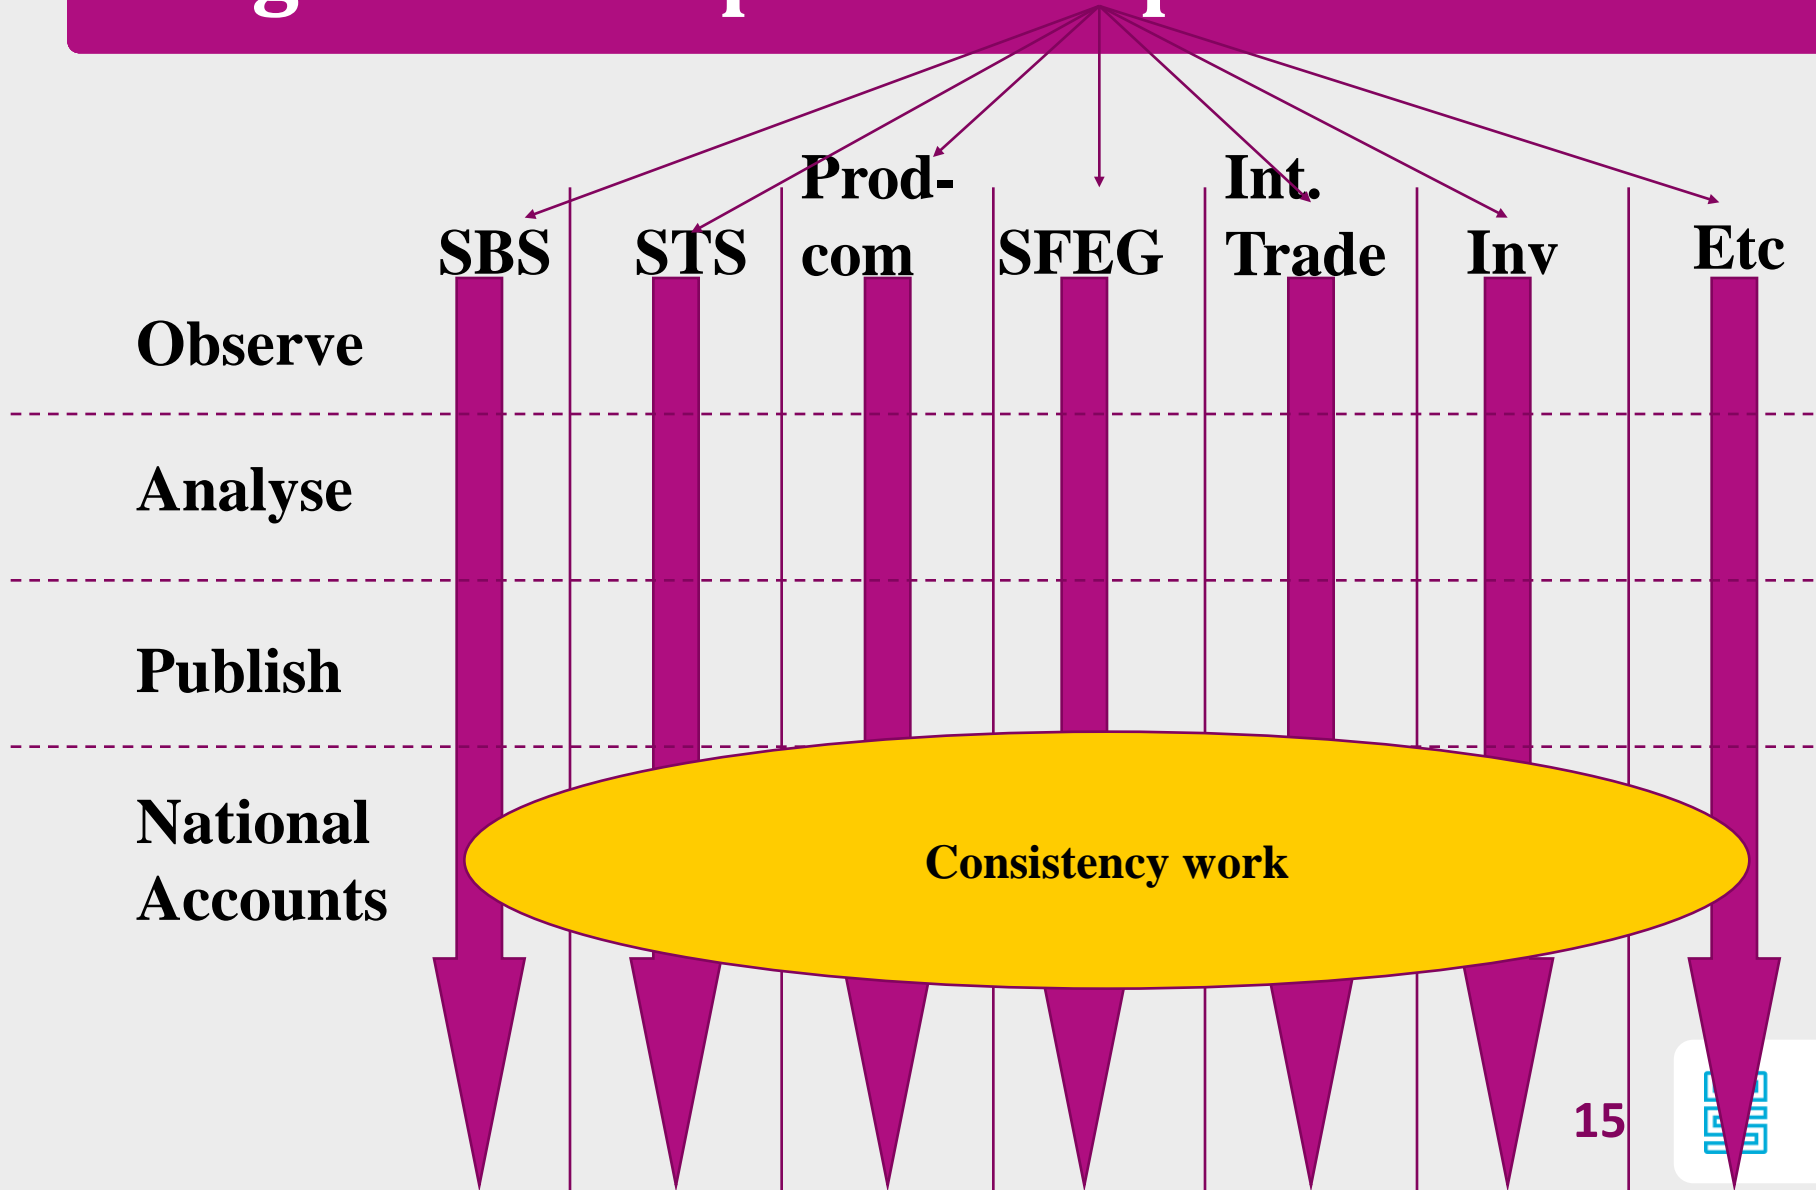 Prod-
Int.
SBS
STS
com
SFEG
Trade
Inv
Etc
Observe
Analyse
Publish
National
Accounts
Consistency work
15